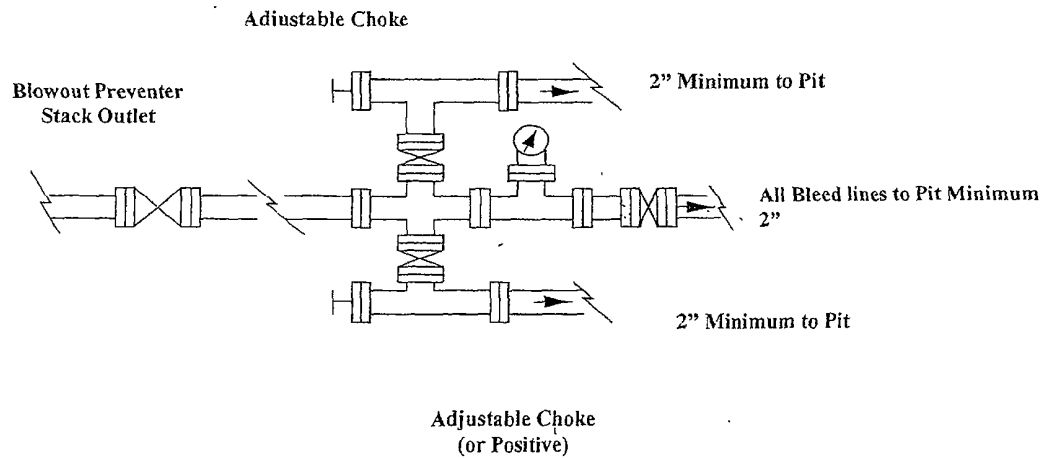 Adjustable Choke
Blowout Preventer
Stack Outlet
2” Minimum to Pit
All Bleed lines to Pit Minimum
2”
2” Minimum to Pit
Adjustable Choke
(or Positive)